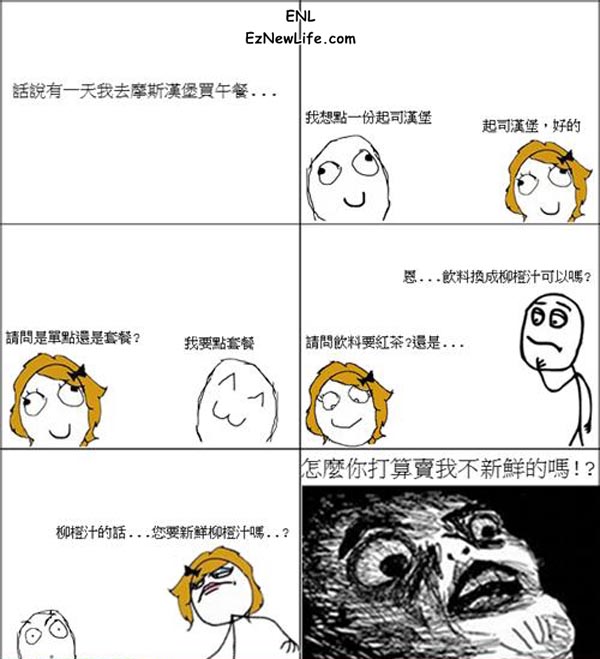 ENL
EzNewLife.com
話說有一天我去摩斯漢堡買午餐...
我想點一份起司漢堡
起司漢堡，好的
請問是單點還是套餐?
我要點套餐
恩...飲料換成柳橙汁可以嗎?
請問飲料要紅茶?還是...
柳橙汁的話...您要新鮮柳橙汁嗎..?
怎麼你打算賣我不新鮮的嗎!?